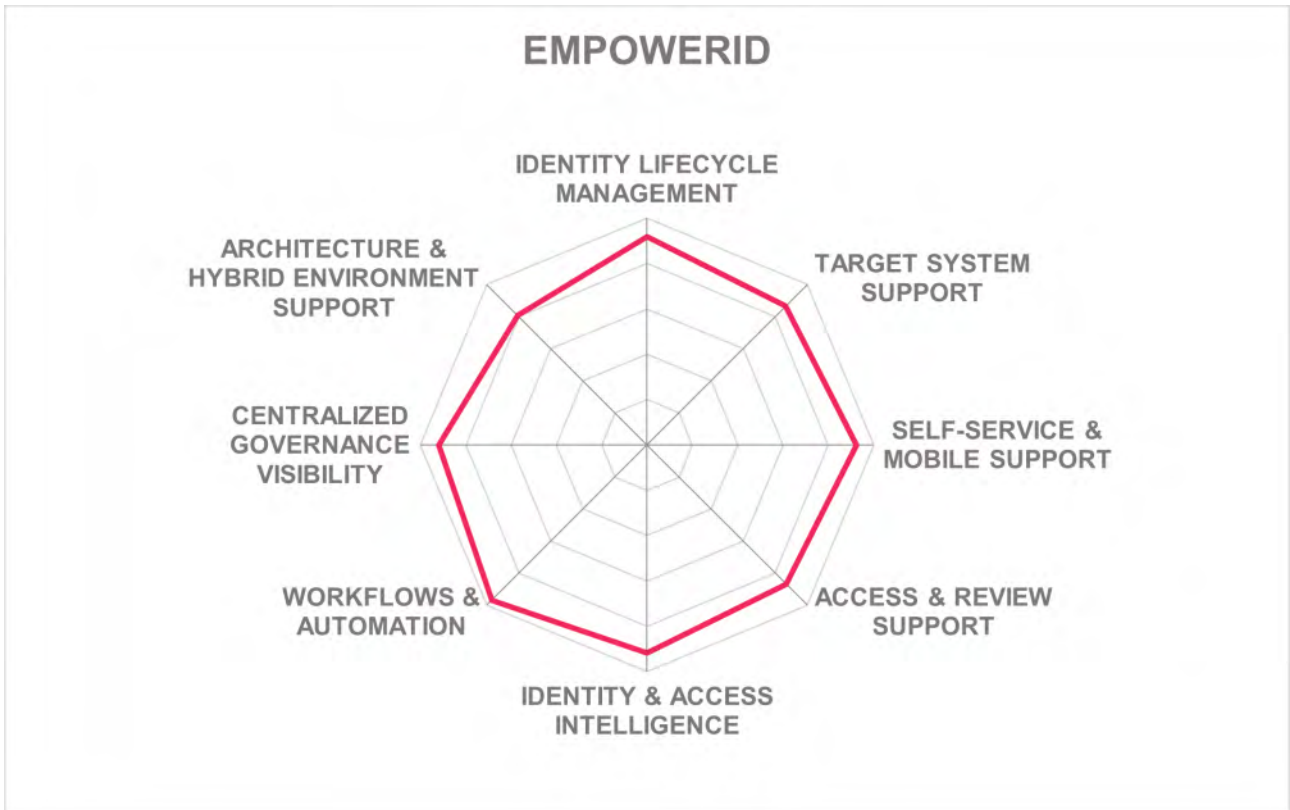 EMPOWERID
IDENTITY LIFECYCLE
MANAGEMENT
TARGET SYSTEM
SUPPORT
SELF-SERVICE &
MOBILE SUPPORT
ACCESS & REVIEW
SUPPORT
IDENTITY & ACCESS
INTELLIGENCE
WORKFLOWS &
AUTOMATION
CENTRALIZED
GOVERNANCE
VISIBILITY
ARCHITECTURE &
HYBRID ENVIRONMENT
SUPPORT